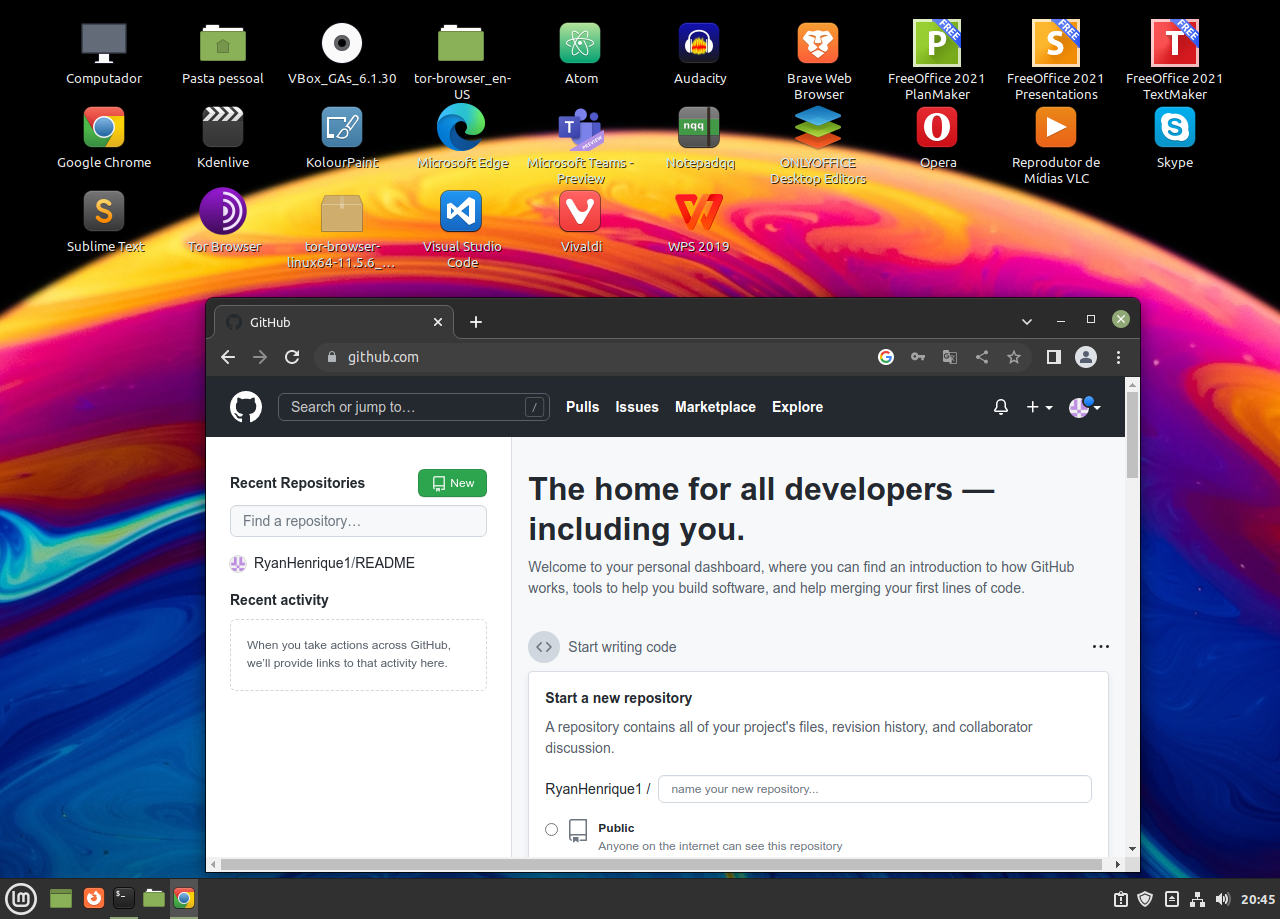 Computador
Pasta pessoal
VBox_GAs_6.1.30
tor-browser_en-
US
Atom
Audacity
Brave Web
Browser
FREE
FreeOffice 2021
PlanMaker
FREE
FreeOffice 2021
Presentations
FREE
FreeOffice 2021
TextMaker
Google Chrome
Kdenlive
KolourPaint
Microsoft Edge
PREVIEW
Microsoft Teams -
Preview
nqq
Notepadqq
ONLYOFFICE
Desktop Editors
Opera
Reprodutor de
Mídias VLC
Skype
Sublime Text
Tor Browser
tor-browser-
linux64-11.5.6_...
Visual Studio
Code
Vivaldi
WPS 2019
GitHub
github.com
Search or jump to…
/
Pulls
Issues
Marketplace
Explore
Recent Repositories
New
Find a repository…
RyanHenrique1/README
Recent activity
When you take actions across GitHub,
we'll provide links to that activity here.
The home for all developers —
including you.
Welcome to your personal dashboard, where you can find an introduction to how GitHub
works, tools to help you build software, and help merging your first lines of code.
Start writing code
Start a new repository
A repository contains all of your project's files, revision history, and collaborator
discussion.
RyanHenrique1 /
name your new repository...
Public
Anyone on the internet can see this repository
20:45